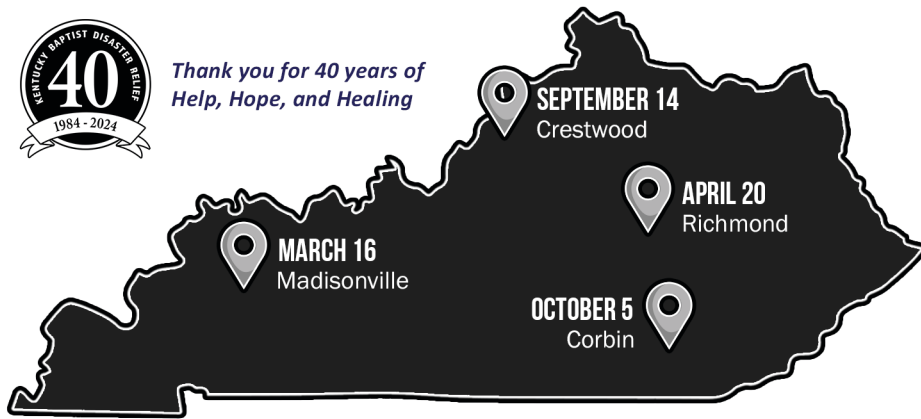 KENTUCKY BAPTIST DISASTER RELIEF
40
1984 - 2024
Thank you for 40 years of
Help, Hope, and Healing
SEPTEMBER 14
Crestwood
APRIL 20
Richmond
MARCH 16
Madisonville
OCTOBER 5
Corbin